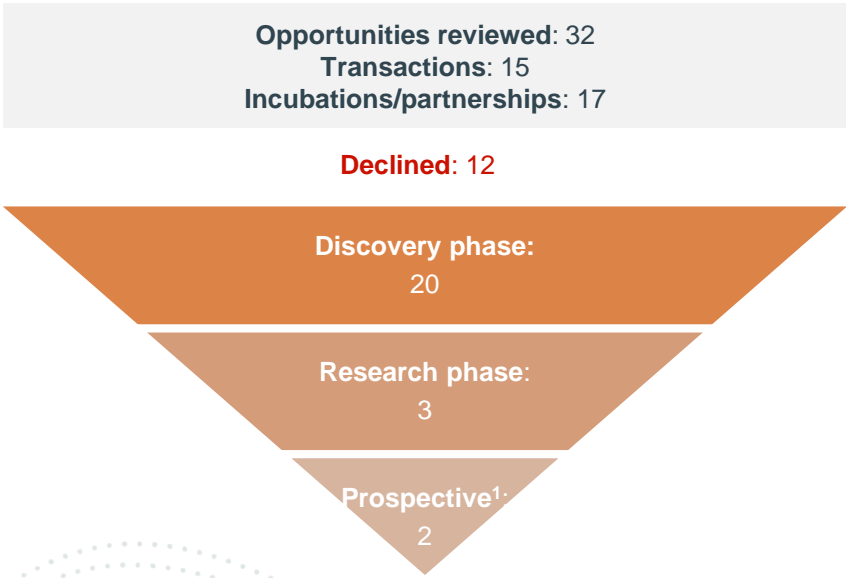 Opportunities reviewed: 32
Transactions: 15
Incubations/partnerships: 17
Declined: 12
Discovery phase:
20
Research phase:
3
Prospective¹:
2